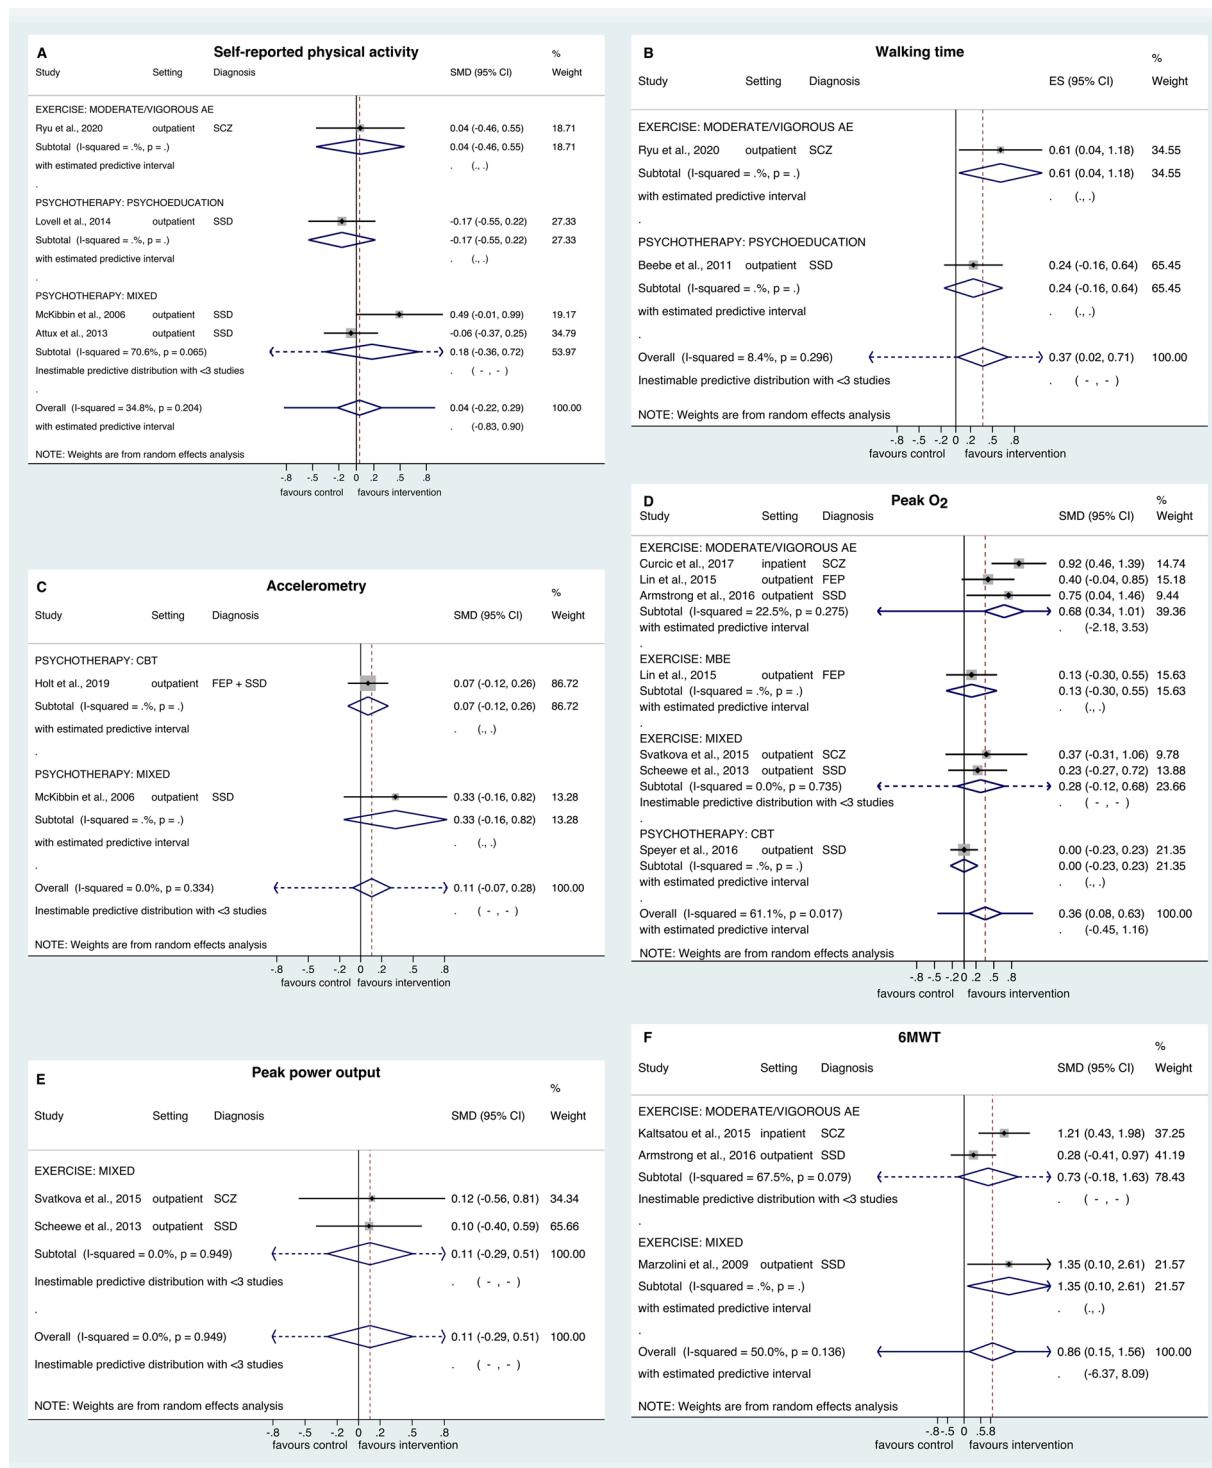 A Self-reported physical activity
%
Study Setting Diagnosis SMD (95% CI) Weight
EXERCISE: MODERATE/VIGOROUS AE
Ryu et al., 2020 outpatient SCZ 0.04 (-0.46, 0.55) 18.71
Subtotal (I-squared = .%, p = .) 0.04 (-0.46, 0.55) 18.71
with estimated predictive interval . (., .)
.
PSYCHOTHERAPY: PSYCHOEDUCATION
Lovell et al., 2014 outpatient SSD -0.17 (-0.55, 0.22) 27.33
Subtotal (I-squared = .%, p = .) -0.17 (-0.55, 0.22) 27.33
with estimated predictive interval . (., .)
.
PSYCHOTHERAPY: MIXED
McKibbin et al., 2006 outpatient SSD 0.49 (-0.01, 0.99) 19.17
Attux et al., 2013 outpatient SSD -0.06 (-0.37, 0.25) 34.79
Subtotal (I-squared = 70.6%, p = 0.065) 0.18 (-0.36, 0.72) 53.97
Inestimable predictive distribution with <3 studies . ( - , - )
.
Overall (I-squared = 34.8%, p = 0.204) 0.04 (-0.22, 0.29) 100.00
with estimated predictive interval . (-0.83, 0.90)
NOTE: Weights are from random effects analysis
-.8 -.5 -.2 0 .2 .5 .8
favours control favours intervention
B Walking time
%
Study Setting Diagnosis ES (95% CI) Weight
EXERCISE: MODERATE/VIGOROUS AE
Ryu et al., 2020 outpatient SCZ 0.61 (0.04, 1.18) 34.55
Subtotal (I-squared = .%, p = .) 0.61 (0.04, 1.18) 34.55
with estimated predictive interval . (., .)
.
PSYCHOTHERAPY: PSYCHOEDUCATION
Beebe et al., 2011 outpatient SSD 0.24 (-0.16, 0.64) 65.45
Subtotal (I-squared = .%, p = .) 0.24 (-0.16, 0.64) 65.45
with estimated predictive interval . (., .)
.
Overall (I-squared = 8.4%, p = 0.296) 0.37 (0.02, 0.71) 100.00
Inestimable predictive distribution with <3 studies . ( - , - )
NOTE: Weights are from random effects analysis
-.8 -.5 -.2 0 .2 .5 .8
favours control favours intervention
C Accelerometry
%
Study Setting Diagnosis SMD (95% CI) Weight
PSYCHOTHERAPY: CBT
Holt et al., 2019 outpatient FEP + SSD 0.07 (-0.12, 0.26) 86.72
Subtotal (I-squared = .%, p = .) 0.07 (-0.12, 0.26) 86.72
with estimated predictive interval . (., .)
.
PSYCHOTHERAPY: MIXED
McKibbin et al., 2006 outpatient SSD 0.33 (-0.16, 0.82) 13.28
Subtotal (I-squared = .%, p = .) 0.33 (-0.16, 0.82) 13.28
with estimated predictive interval . (., .)
.
Overall (I-squared = 0.0%, p = 0.334) 0.11 (-0.07, 0.28) 100.00
Inestimable predictive distribution with <3 studies . ( - , - )
NOTE: Weights are from random effects analysis
-.8 -.5 -.2 0 .2 .5 .8
favours control favours intervention
D Peak O2
%
Study Setting Diagnosis SMD (95% CI) Weight
EXERCISE: MODERATE/VIGOROUS AE
Curcic et al., 2017 inpatient SCZ 0.92 (0.46, 1.39) 14.74
Lin et al., 2015 outpatient FEP 0.40 (-0.04, 0.85) 15.18
Armstrong et al., 2016 outpatient SSD 0.75 (0.04, 1.46) 9.44
Subtotal (I-squared = 22.5%, p = 0.275) 0.68 (0.34, 1.01) 39.36
with estimated predictive interval . (-2.18, 3.53)
.
EXERCISE: MBE
Lin et al., 2015 outpatient FEP 0.13 (-0.30, 0.55) 15.63
Subtotal (I-squared = .%, p = .) 0.13 (-0.30, 0.55) 15.63
with estimated predictive interval . (., .)
.
EXERCISE: MIXED
Svatkova et al., 2015 outpatient SCZ 0.37 (-0.31, 1.06) 9.78
Scheewe et al., 2013 outpatient SSD 0.23 (-0.27, 0.72) 13.88
Subtotal (I-squared = 0.0%, p = 0.735) 0.28 (-0.12, 0.68) 23.66
Inestimable predictive distribution with <3 studies . ( - , - )
.
PSYCHOTHERAPY: CBT
Speyer et al., 2016 outpatient SSD 0.00 (-0.23, 0.23) 21.35
Subtotal (I-squared = .%, p = .) 0.00 (-0.23, 0.23) 21.35
with estimated predictive interval . (., .)
.
Overall (I-squared = 61.1%, p = 0.017) 0.36 (0.08, 0.63) 100.00
with estimated predictive interval . (-0.45, 1.16)
NOTE: Weights are from random effects analysis
-.8 -.5 -.2 0 .2 .5 .8
favours control favours intervention
E Peak power output
%
Study Setting Diagnosis SMD (95% CI) Weight
EXERCISE: MIXED
Svatkova et al., 2015 outpatient SCZ 0.12 (-0.56, 0.81) 34.34
Scheewe et al., 2013 outpatient SSD 0.10 (-0.40, 0.59) 65.66
Subtotal (I-squared = 0.0%, p = 0.949) 0.11 (-0.29, 0.51) 100.00
Inestimable predictive distribution with <3 studies . ( - , - )
.
Overall (I-squared = 0.0%, p = 0.949) 0.11 (-0.29, 0.51) 100.00
Inestimable predictive distribution with <3 studies . ( - , - )
NOTE: Weights are from random effects analysis
-.8 -.5 -.2 0 .2 .5 .8
favours control favours intervention
F 6MWT
%
Study Setting Diagnosis SMD (95% CI) Weight
EXERCISE: MODERATE/VIGOROUS AE
Kaltsatou et al., 2015 inpatient SCZ 1.21 (0.43, 1.98) 37.25
Armstrong et al., 2016 outpatient SSD 0.28 (-0.41, 0.97) 41.19
Subtotal (I-squared = 67.5%, p = 0.079) 0.73 (-0.18, 1.63) 78.43
Inestimable predictive distribution with <3 studies . ( - , - )
.
EXERCISE: MIXED
Marzolini et al., 2009 outpatient SSD 1.35 (0.10, 2.61) 21.57
Subtotal (I-squared = .%, p = .) 1.35 (0.10, 2.61) 21.57
with estimated predictive interval . (., .)
.
Overall (I-squared = 50.0%, p = 0.136) 0.86 (0.15, 1.56) 100.00
with estimated predictive interval . (-6.37, 8.09)
NOTE: Weights are from random effects analysis
-.8 -.5 0 .5 .8
favours control favours intervention